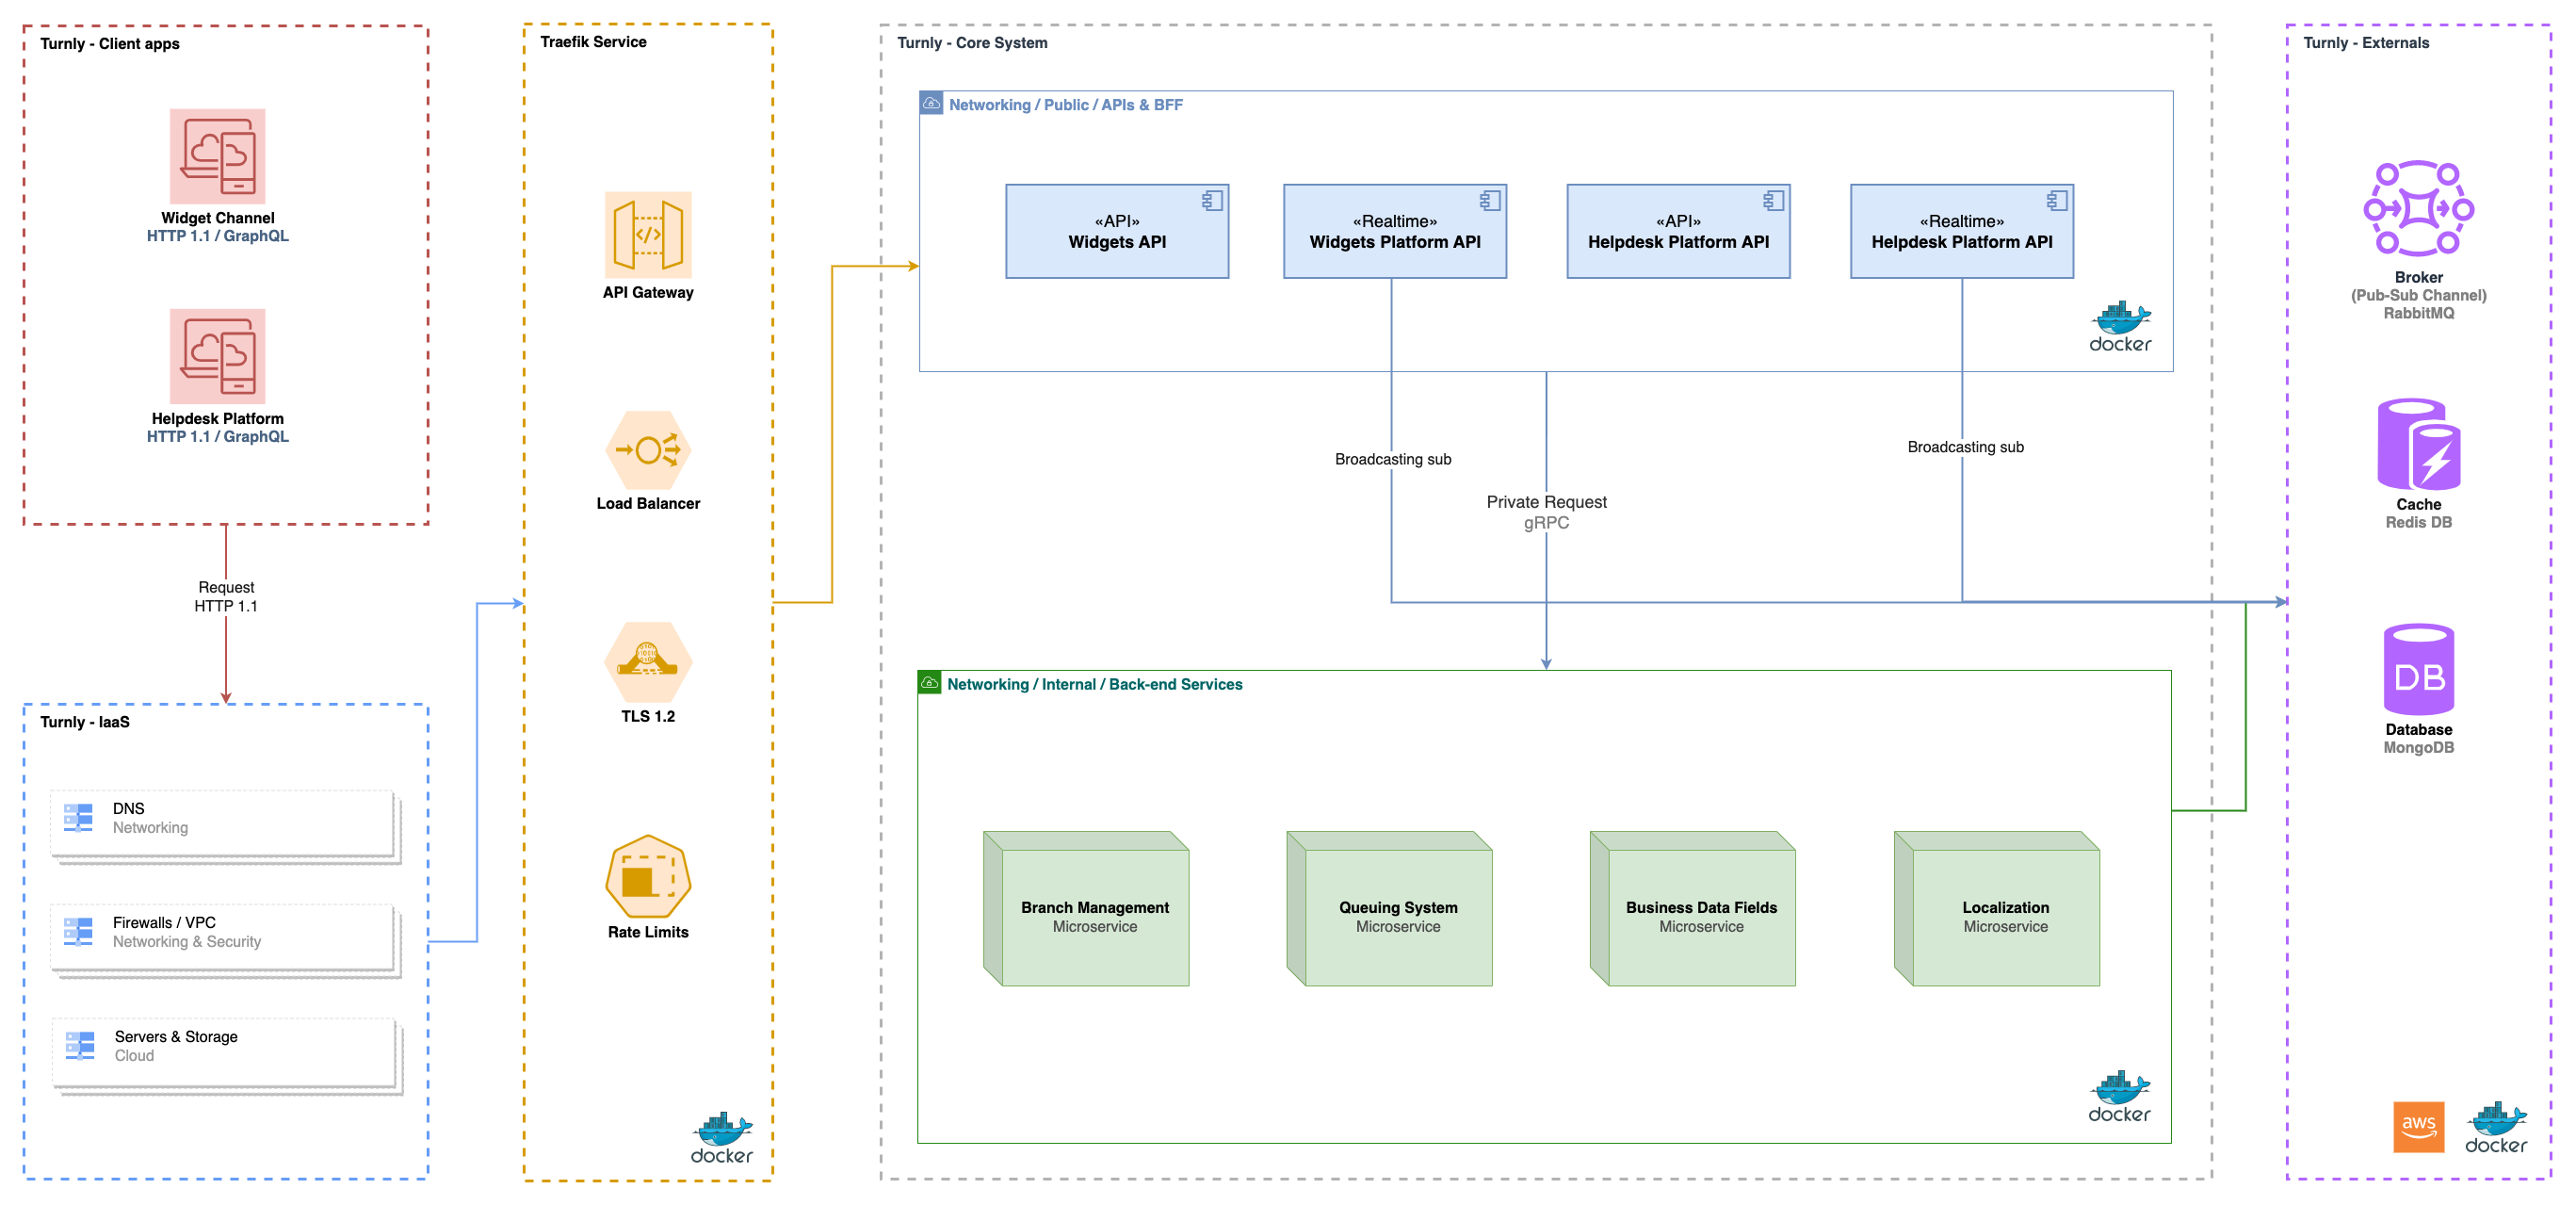 Turnly - Client apps
Widget Channel
HTTP 1.1 / GraphQL
Helpdesk Platform
HTTP 1.1 / GraphQL
Request
HTTP 1.1
Turnly - IaaS
DNS
Networking
Firewalls / VPC
Networking & Security
Servers & Storage
Cloud
Traefik Service
API Gateway
Load Balancer
TLS 1.2
Rate Limits
docker
Turnly - Core System
Networking / Public / APIs & BFF
«API»
Widgets API
«Realtime»
Widgets Platform API
«API»
Helpdesk Platform API
«Realtime»
Helpdesk Platform API
docker
Broadcasting sub
Private Request
gRPC
Broadcasting sub
Networking / Internal / Back-end Services
Branch Management
Microservice
Queuing System
Microservice
Business Data Fields
Microservice
Localization
Microservice
docker
Turnly - Externals
Broker
(Pub-Sub Channel)
RabbitMQ
Cache
Redis DB
DB
Database
MongoDB
aws
docker